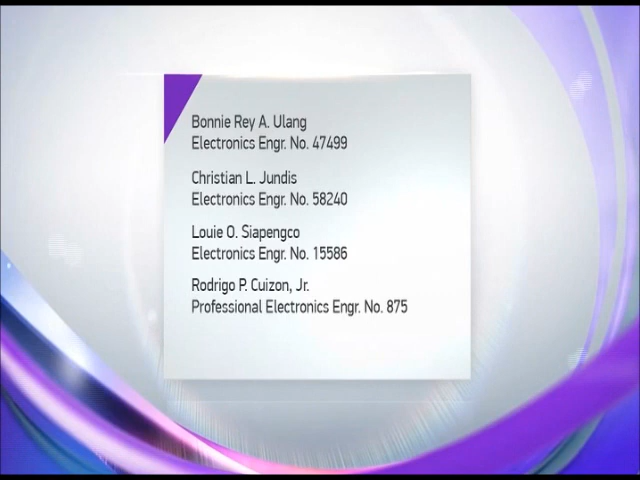 Bonnie Rey A. Ulang
Electronics Engr. No. 47499
Christian L. Jundis
Electronics Engr. No. 58240
Louie O. Siapengco
Electronics Engr. No. 15586
Rodrigo P. Cuizon, Jr.
Professional Electronics Engr. No. 875